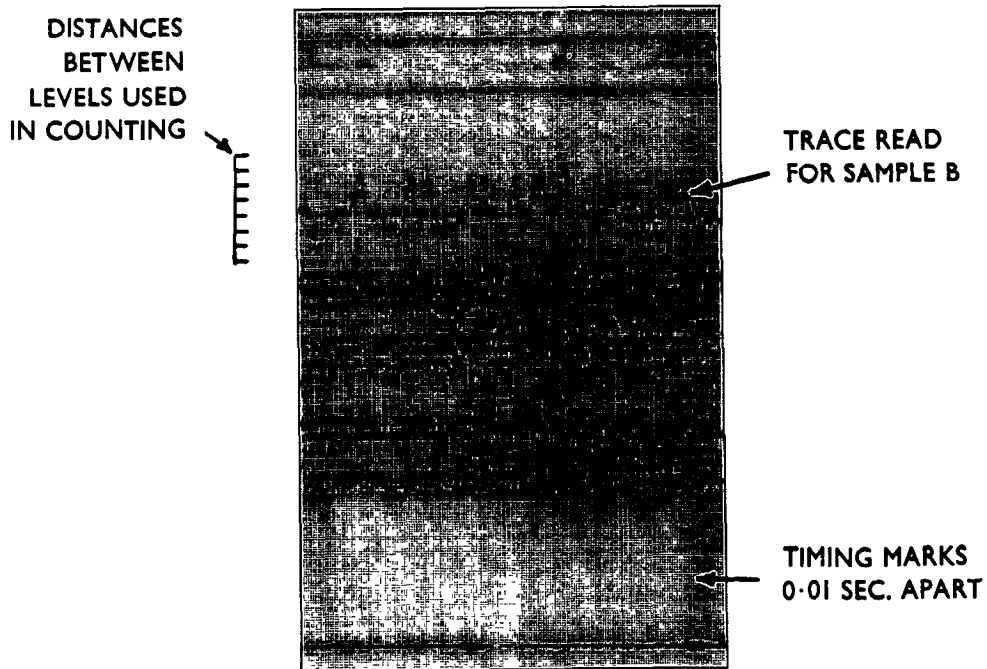 DISTANCES
BETWEEN
LEVELS USED
IN COUNTING
TRACE READ
FOR SAMPLE B
TIMING MARKS
0·01 SEC. APART